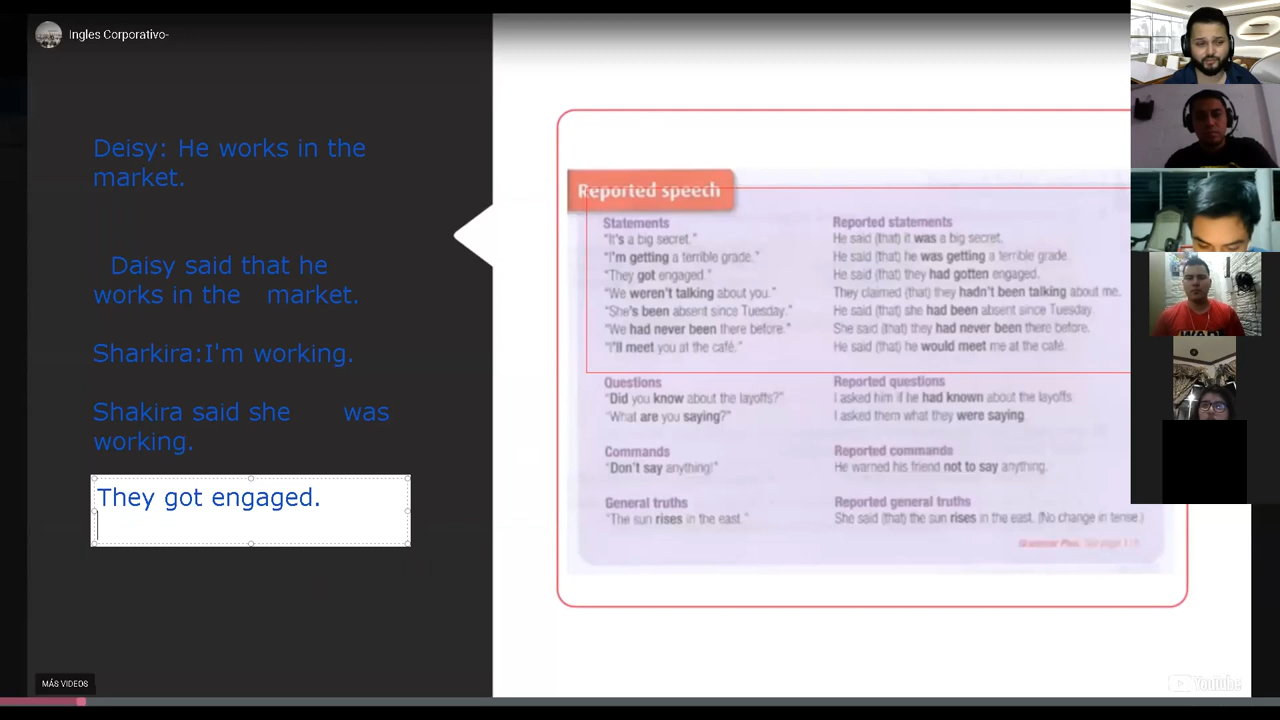 Ingles Corporativo-
Deisy: He works in the
market.
Daisy said that he
works in the market.
Sharkira:I'm working.
Shakira said she was
working.
They got engaged.
Reported speech
Statements
"It's a big secret."
"I'm getting a terrible grade."
"They got engaged."
"We weren't talking about you."
"She's been absent since Tuesday."
"We had never been there before."
"I'll meet you at the café."
Reported statements
He said (that) it was a big secret.
He said (that) he was getting a terrible grade.
He said (that) they had gotten engaged.
They claimed (that) they hadn't been talking about me.
He said (that) she had been absent since Tuesday.
She said (that) they had never been there before.
He said (that) he would meet me at the café.
Questions
"Did you know about the layoffs?"
"What are you saying?"
Reported questions
I asked him if he had known about the layoffs.
I asked them what they were saying.
Commands
"Don't say anything!"
Reported commands
He warned his friend not to say anything.
General truths
"The sun rises in the east."
Reported general truths
She said (that) the sun rises in the east. (No change in tense.)
Grammar Plus: See page
MÁS VIDEOS
YouTube